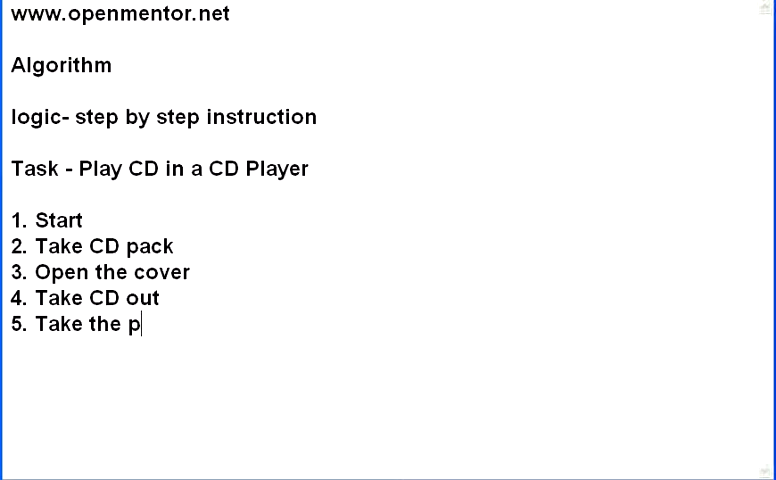 www.openmentor.net
Algorithm
logic- step by step instruction
Task - Play CD in a CD Player
1. Start
2. Take CD pack
3. Open the cover
4. Take CD out
5. Take the p